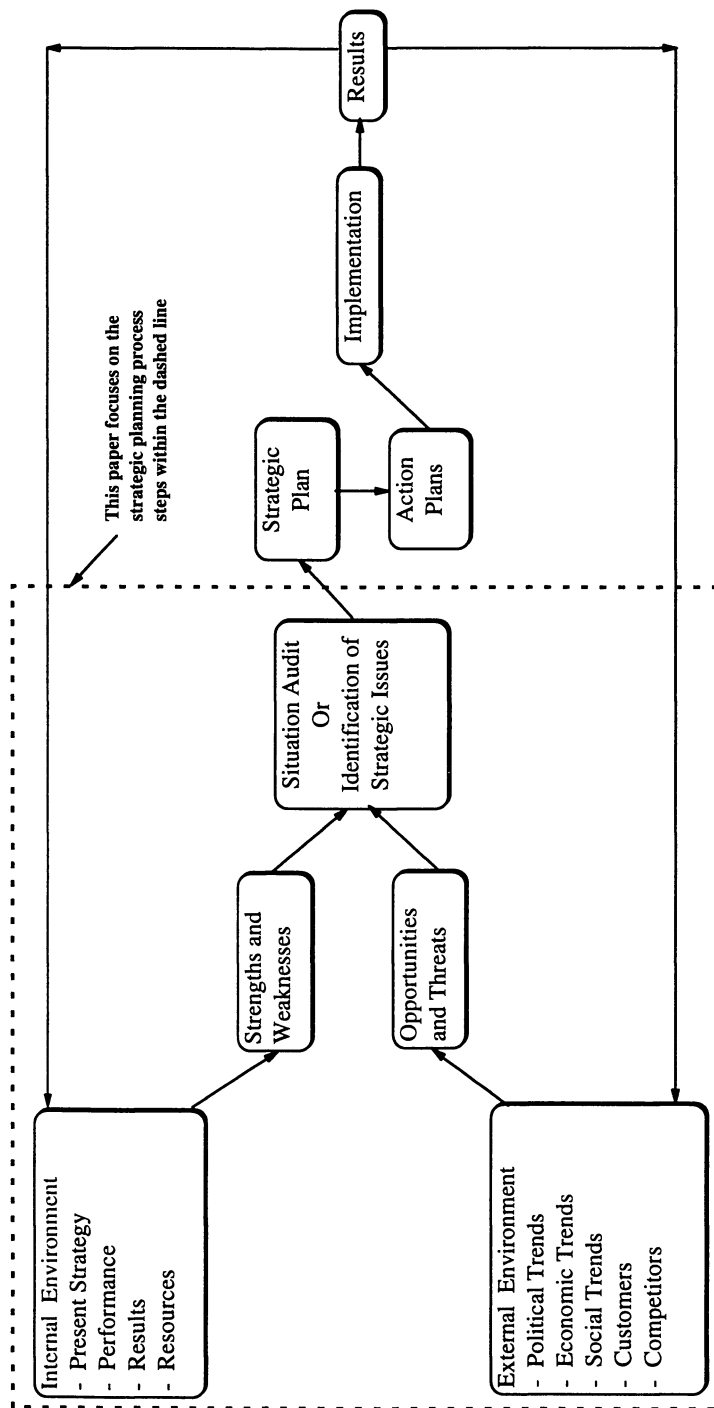 Internal Environment
- Present Strategy
- Performance
- Results
- Resources
External Environment
- Political Trends
- Economic Trends
- Social Trends
- Customers
- Competitors
Strengths and
Weaknesses
Opportunities
and Threats
Situation Audit
Or
Identification of
Strategic Issues
This paper focuses on the
strategic planning process
steps within the dashed line
Strategic
Plan
Action
Plans
Implementation
Results